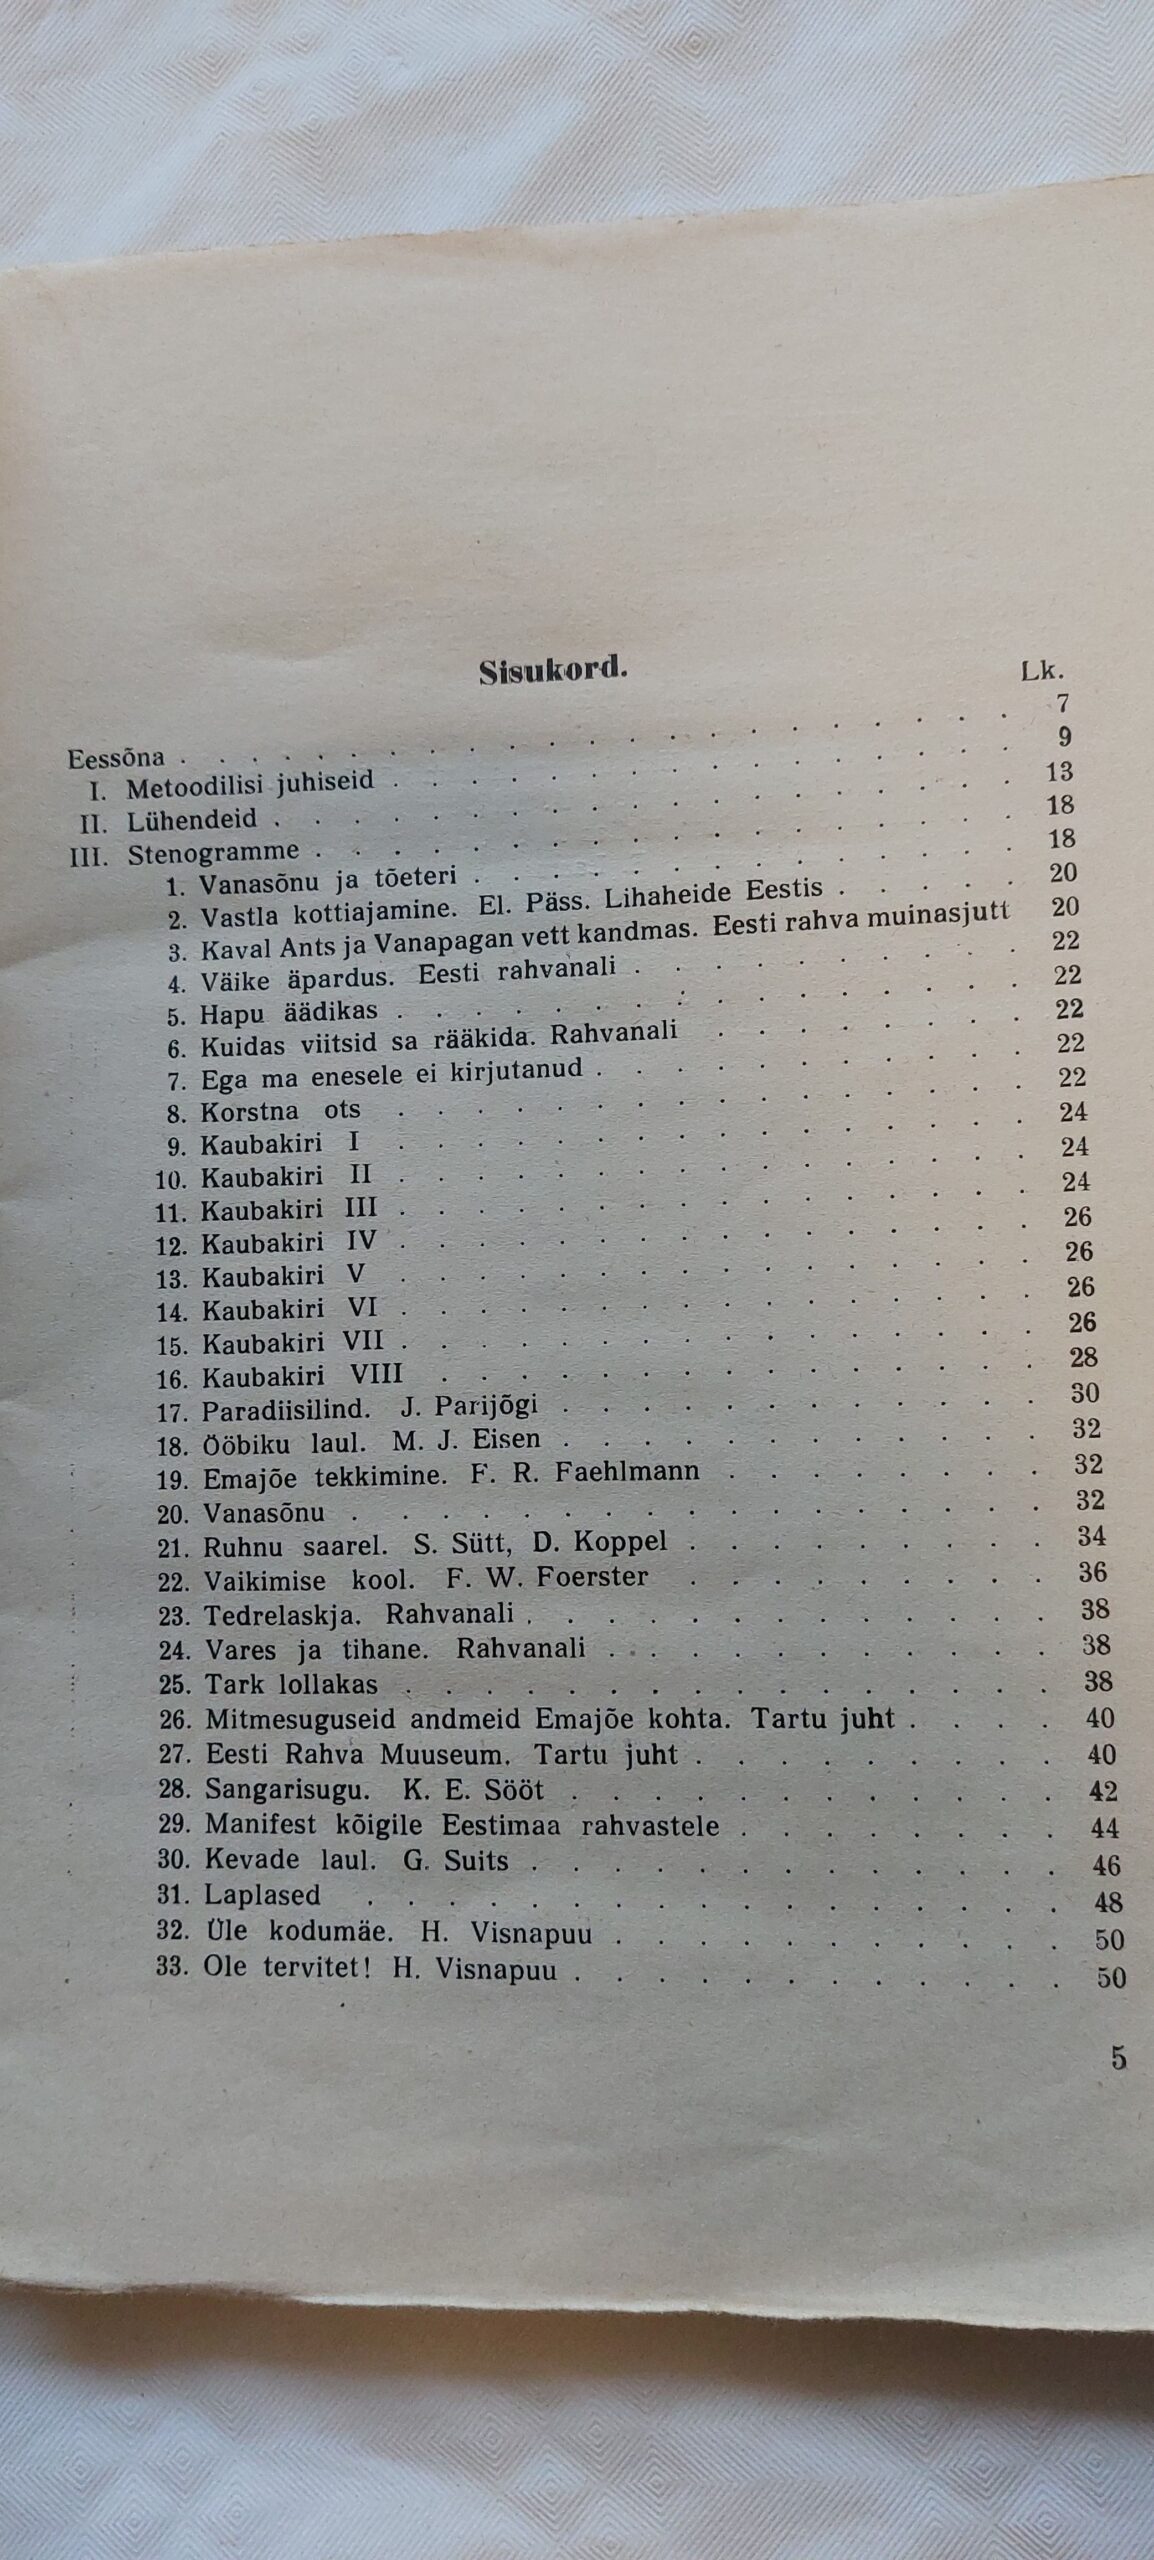 Sisukord.
Lk.
Eessõna . . . . . . . . . . . . . . . . . . . . . 7
I. Metoodilisi juhiseid . . . . . . . . . . . . . . . . 9
II. Lühendeid . . . . . . . . . . . . . . . . . . . 13
III. Stenogramme . . . . . . . . . . . . . . . . . . 18
1. Vanasõnu ja tõeteri . . . . . . . . . . . . . . 18
2. Vastla kottiajamine. El. Päss. Lihaheide Eestis . . . . . 20
3. Kaval Ants ja Vanapagan vett kandmas. Eesti rahva muinasjutt 20
4. Väike äpardus. Eesti rahvanali . . . . . . . . . . 22
5. Hapu äädikas . . . . . . . . . . . . . . . . 22
6. Kuidas viitsid sa rääkida. Rahvanali . . . . . . . . 22
7. Ega ma enesele ei kirjutanud . . . . . . . . . . . 22
8. Korstna ots . . . . . . . . . . . . . . . . 22
9. Kaubakiri I . . . . . . . . . . . . . . . . 24
10. Kaubakiri II . . . . . . . . . . . . . . . . 24
11. Kaubakiri III . . . . . . . . . . . . . . . . 24
12. Kaubakiri IV . . . . . . . . . . . . . . . . 26
13. Kaubakiri V . . . . . . . . . . . . . . . . 26
14. Kaubakiri VI . . . . . . . . . . . . . . . . 26
15. Kaubakiri VII . . . . . . . . . . . . . . . . 26
16. Kaubakiri VIII . . . . . . . . . . . . . . . 28
17. Paradiisilind. J. Parijõgi . . . . . . . . . . . . 30
18. Ööbiku laul. M. J. Eisen . . . . . . . . . . . . 32
19. Emajõe tekkimine. F. R. Faehlmann . . . . . . . . 32
20. Vanasõnu . . . . . . . . . . . . . . . . . 32
21. Ruhnu saarel. S. Sütt, D. Koppel . . . . . . . . . 34
22. Vaikimise kool. F. W. Foerster . . . . . . . . . 36
23. Tedrelaskja. Rahvanali . . . . . . . . . . . . . 38
24. Vares ja tihane. Rahvanali . . . . . . . . . . . 38
25. Tark lollakas . . . . . . . . . . . . . . . . 38
26. Mitmesuguseid andmeid Emajõe kohta. Tartu juht . . . . 40
27. Eesti Rahva Muuseum. Tartu juht . . . . . . . . . 40
28. Sangarisugu. K. E. Sööt . . . . . . . . . . . . 42
29. Manifest kõigile Eestimaa rahvastele . . . . . . . . 44
30. Kevade laul. G. Suits . . . . . . . . . . . . . 46
31. Laplased . . . . . . . . . . . . . . . . . 48
32. Üle kodumäe. H. Visnapuu . . . . . . . . . . . 50
33. Ole tervitet! H. Visnapuu . . . . . . . . . . . . 50
5